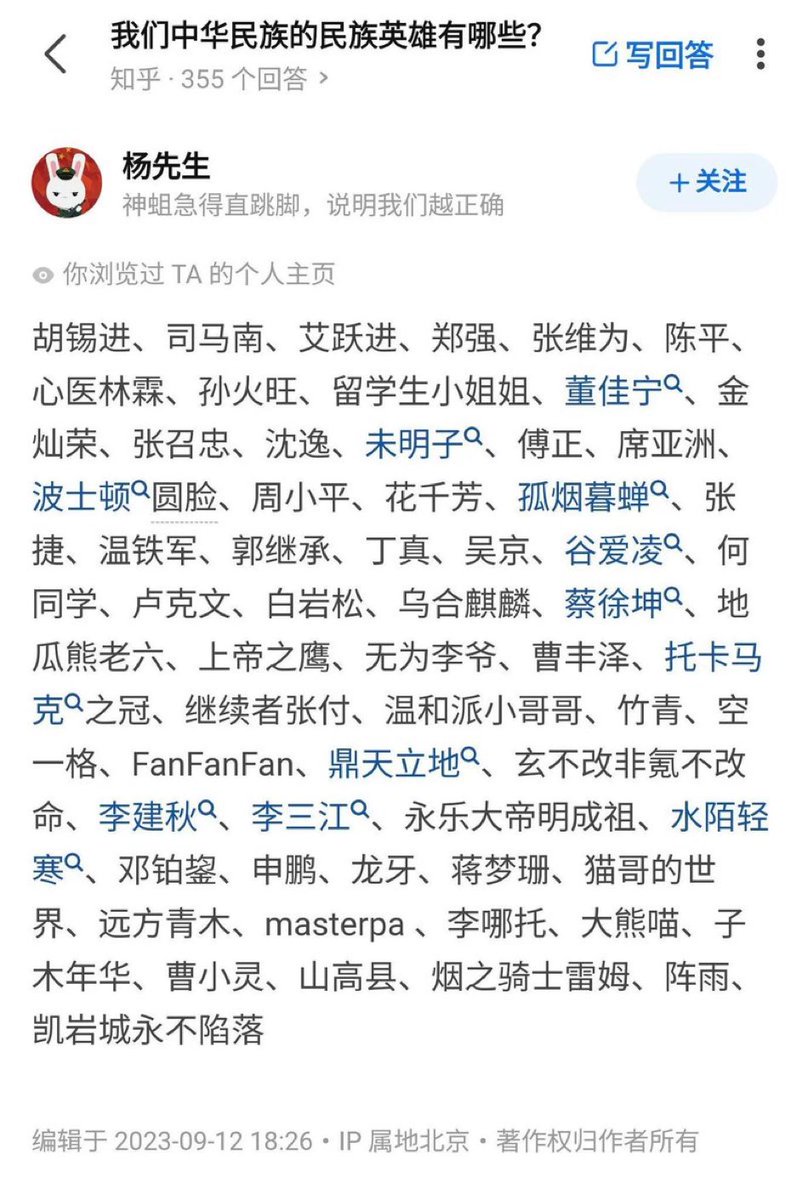 我们中华民族的民族英雄有哪些？
写回答
知乎 · 355 个回答 >
杨先生
神蛆急得直跳脚，说明我们越正确
+关注
你浏览过 TA 的个人主页
胡锡进、司马南、艾跃进、郑强、张维为、陈平、
心医林霖、孙火旺、留学生小姐姐、董佳宁、金
灿荣、张召忠、沈逸、未明子、傅正、席亚洲、
波士顿圆脸、周小平、花千芳、孤烟暮蝉、张
捷、温铁军、郭继承、丁真、吴京、谷爱凌、何
同学、卢克文、白岩松、乌合麒麟、蔡徐坤、地
瓜熊老六、上帝之鹰、无为李爷、曹丰泽、托卡马
克之冠、继续者张付、温和派小哥哥、竹青、空
一格、FanFanFan、鼎天立地、玄不改非氪不改
命、李建秋、李三江、永乐大帝明成祖、水陌轻
寒、邓铂鋆、申鹏、龙牙、蒋梦珊、猫哥的世
界、远方青木、masterpa 、李哪托、大熊喵、子
木年华、曹小灵、山高县、烟之骑士雷姆、阵雨、
凯岩城永不陷落
编辑于 2023-09-12 18:26 · IP 属地北京 · 著作权归作者所有